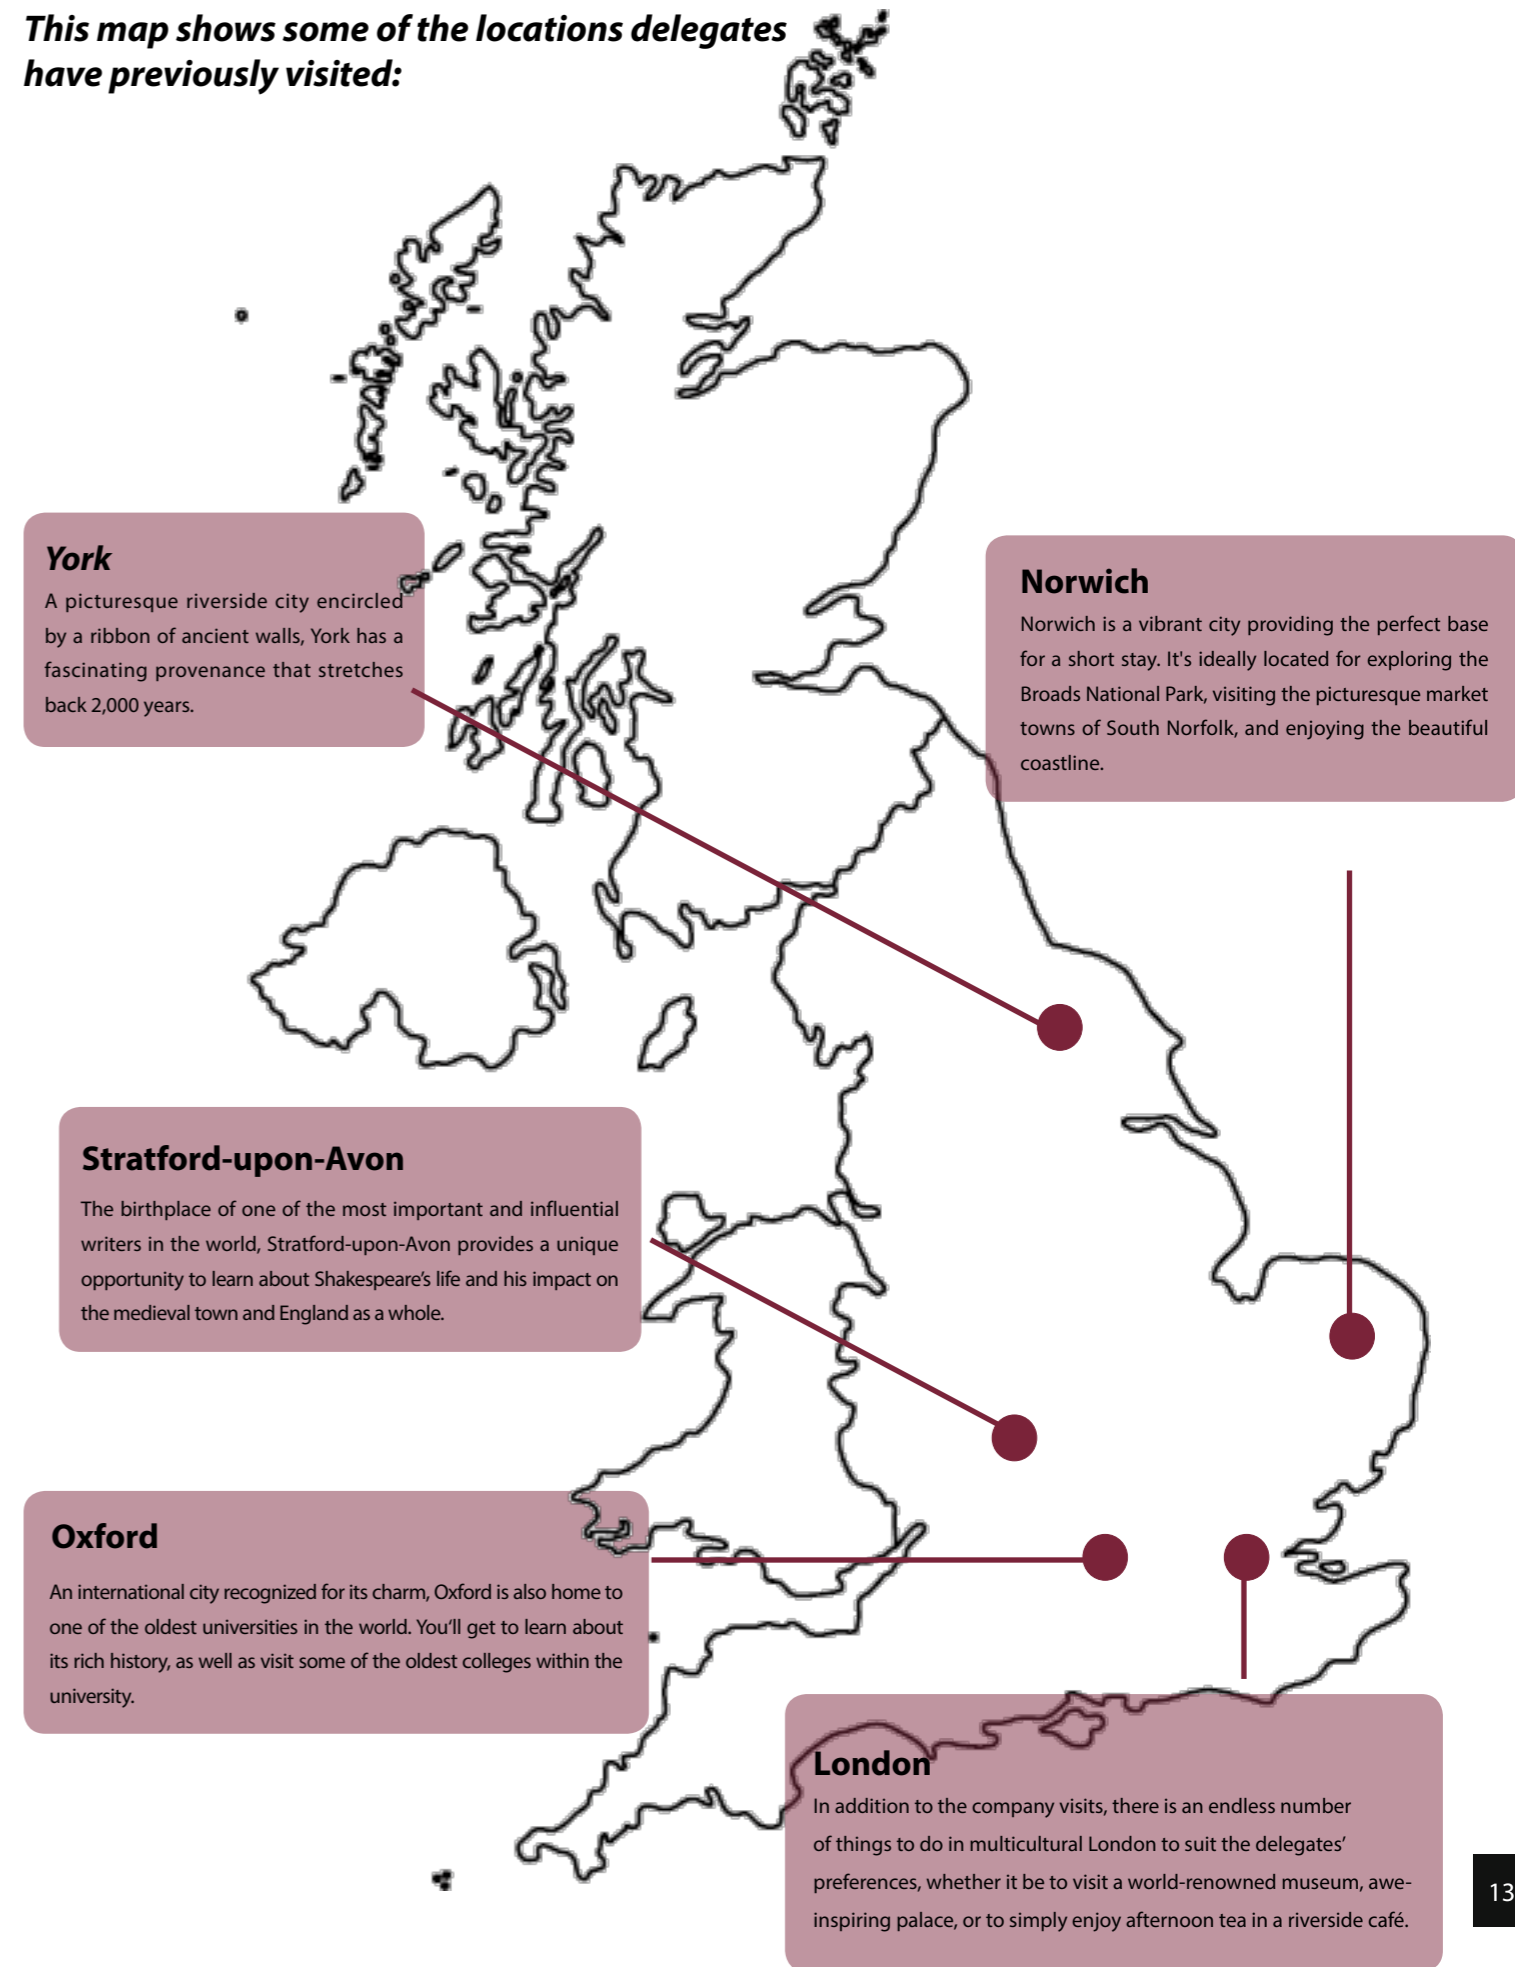 This map shows some of the locations delegates
have previously visited:
York
A picturesque riverside city encircled
by a ribbon of ancient walls, York has a
fascinating provenance that stretches
back 2,000 years.
Norwich
Norwich is a vibrant city providing the perfect base
for a short stay. It's ideally located for exploring the
Broads National Park, visiting the picturesque market
towns of South Norfolk, and enjoying the beautiful
coastline.
Stratford-upon-Avon
The birthplace of one of the most important and influential
writers in the world, Stratford-upon-Avon provides a unique
opportunity to learn about Shakespeare’s life and his impact on
the medieval town and England as a whole.
Oxford
An international city recognized for its charm, Oxford is also home to
one of the oldest universities in the world. You’ll get to learn about
its rich history, as well as visit some of the oldest colleges within the
university.
London
In addition to the company visits, there is an endless number
of things to do in multicultural London to suit the delegates’
preferences, whether it be to visit a world-renowned museum, awe-
inspiring palace, or to simply enjoy afternoon tea in a riverside café.
13